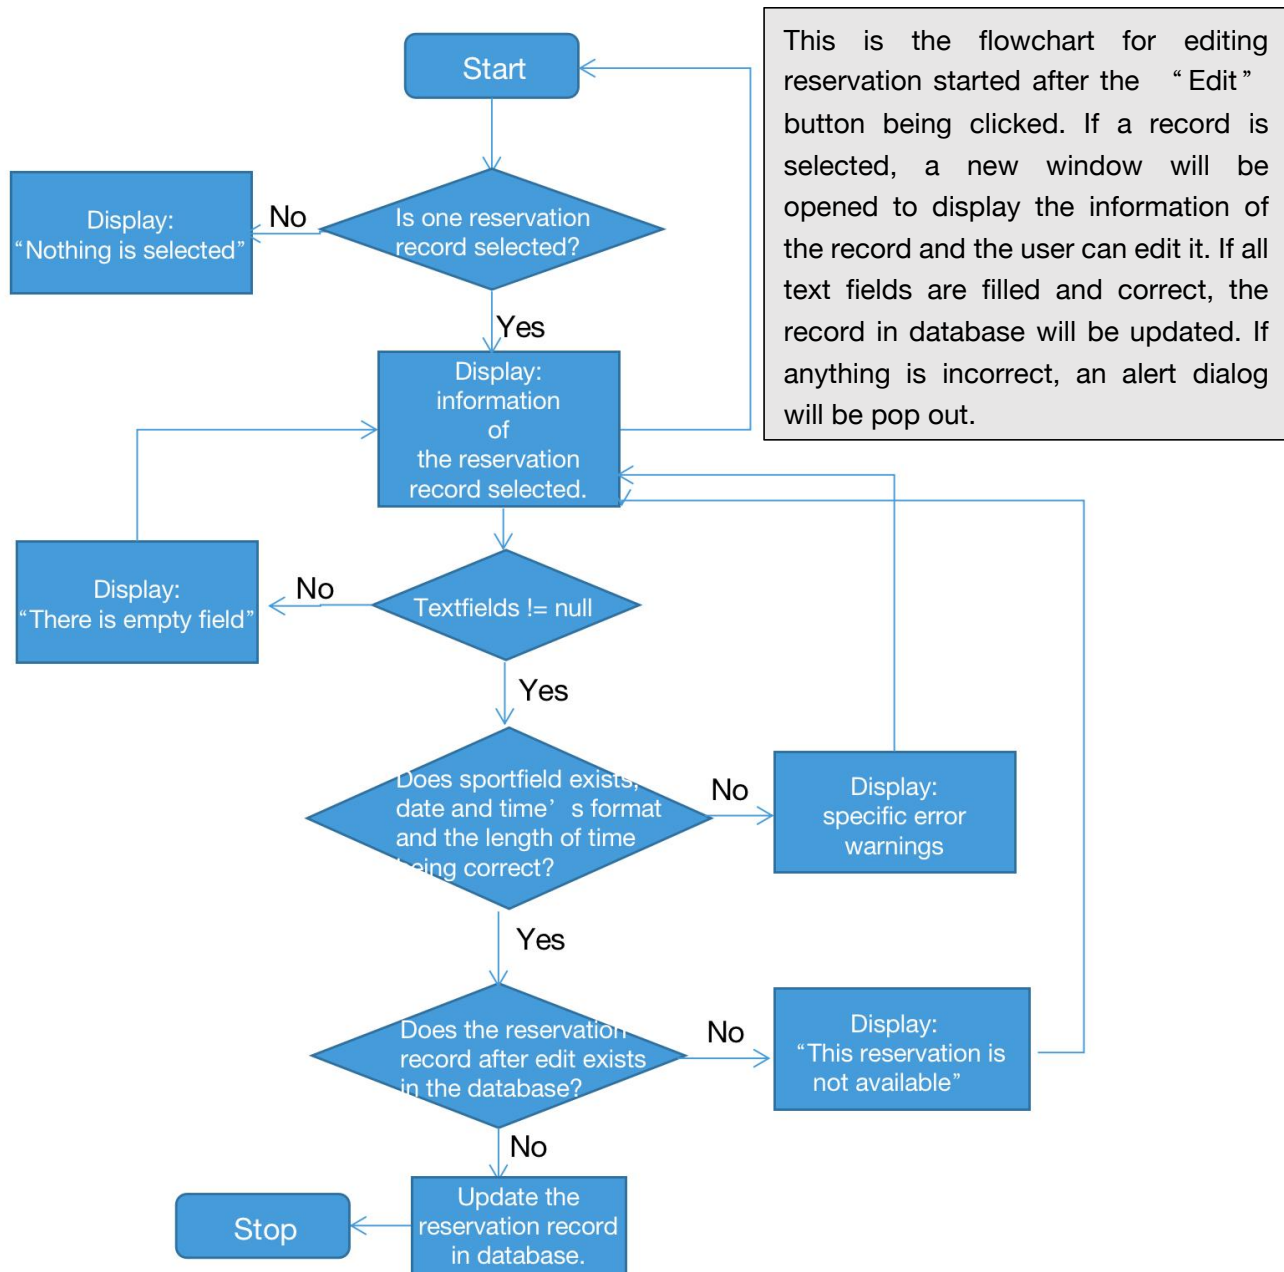 Start
This is the flowchart for editing
reservation started after the “Edit”
button being clicked. If a record is
selected, a new window will be
opened to display the information of
the record and the user can edit it. If all
text fields are filled and correct, the
record in database will be updated. If
anything is incorrect, an alert dialog
will be pop out.
Is one reservation
record selected?
No
Display:
“Nothing is selected”
Yes
Display:
information
of
the reservation
record selected.
Textfields != null
No
Display:
“There is empty field”
Yes
Does sportfield exists,
date and time’s format
and the length of time
being correct?
No
Display:
specific error
warnings
Yes
Does the reservation
record after edit exists
in the database?
No
Display:
“This reservation is
not available”
No
Update the
reservation record
in database.
Stop